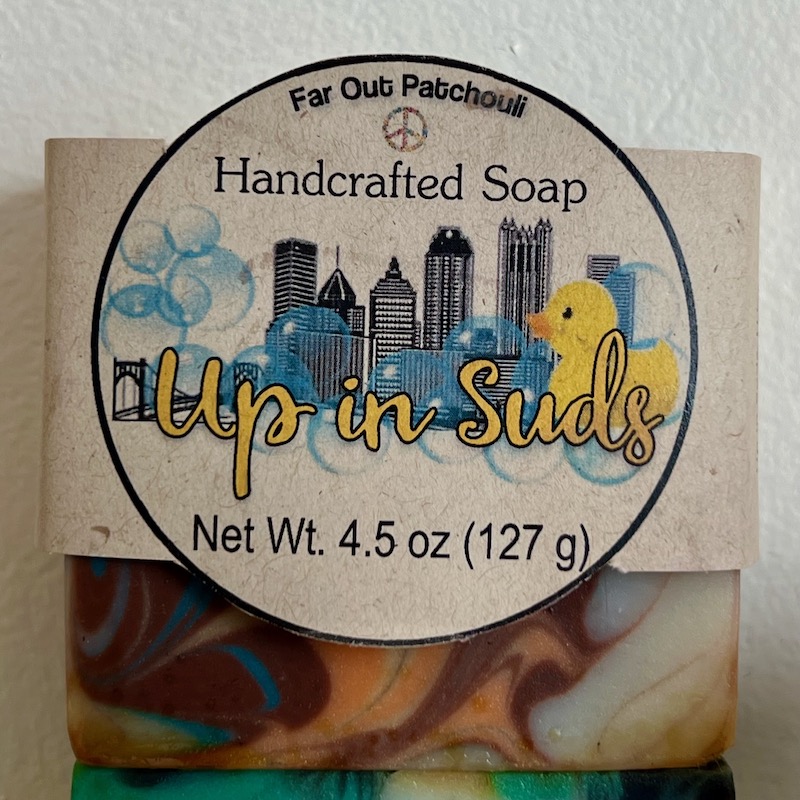 Far Out Patchouli
Handcrafted Soap
Up in Suds
Net Wt. 4.5 oz (127 g)